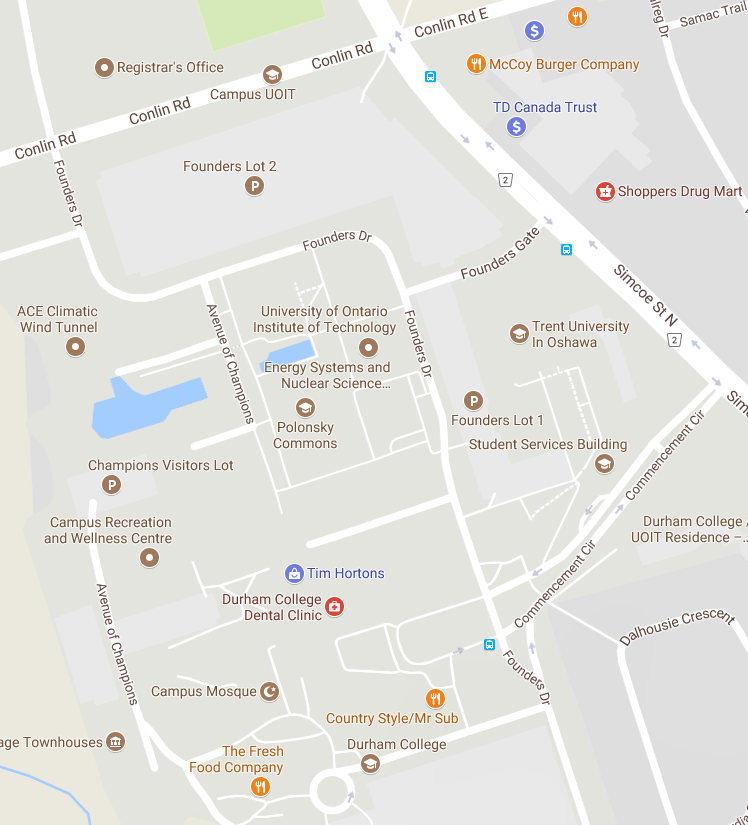 Conlin Rd E
Samac Trail
Conlin Rd
McCoy Burger Company
Registrar's Office
Campus UOIT
Conlin Rd
TD Canada Trust
Conlin Rd
Founders Lot 2
P
2
Shoppers Drug Mart
Founders Dr
Founders Dr
Founders Gate
Simcoe St N
ACE Climatic
Wind Tunnel
Avenue of Champions
University of Ontario
Institute of Technology
Founders Dr
Trent University
In Oshawa
2
Energy Systems and
Nuclear Science...
Polonsky
Commons
P
Founders Lot 1
Student Services Building
Commencement Cir
Champions Visitors Lot
P
Campus Recreation
and Wellness Centre
Durham College /
UOIT Residence –...
Tim Hortons
Durham College
Dental Clinic
Commencement Cir
Avenue of Champions
Dalhousie Crescent
Founders Dr
Campus Mosque
Country Style/Mr Sub
age Townhouses
The Fresh
Food Company
Durham College